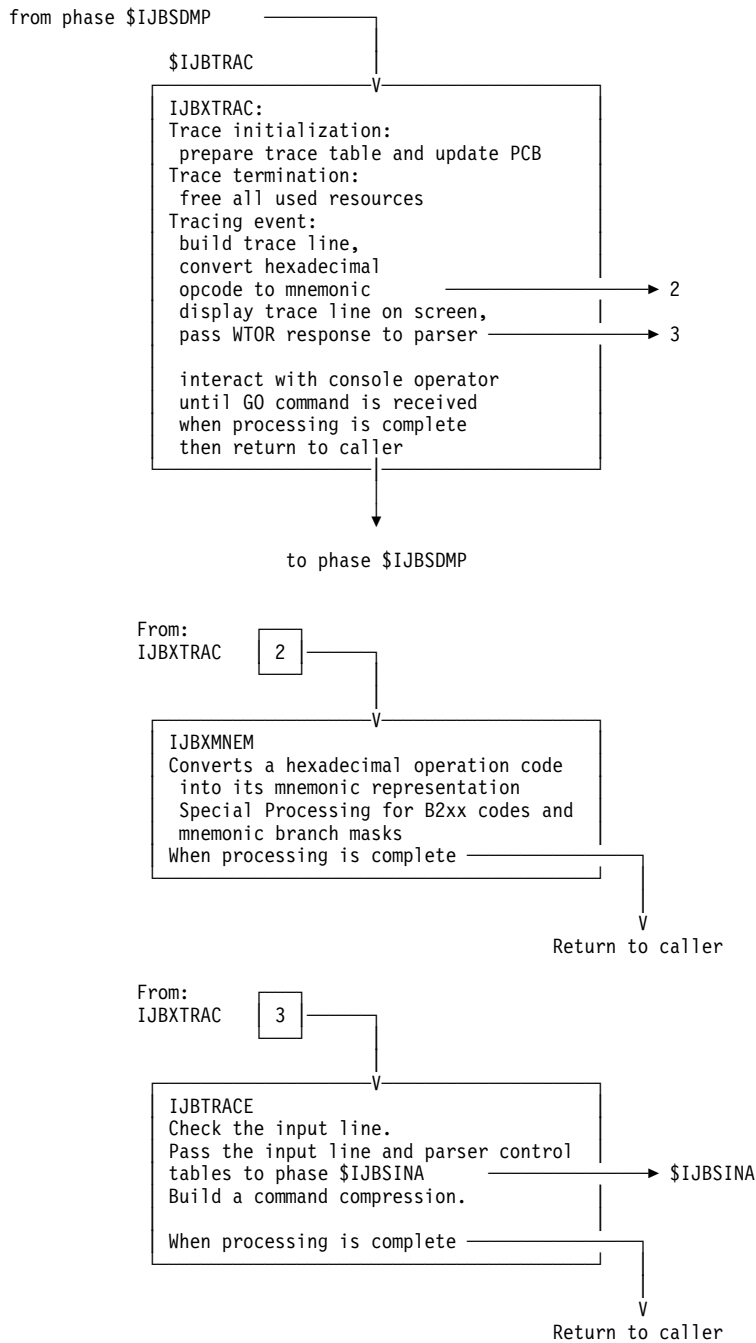 from phase $IJBSDMP
$IJBTRAC
V
IJBXTRAC:
Trace initialization:
prepare trace table and update PCB
Trace termination:
free all used resources
Tracing event:
build trace line,
convert hexadecimal
opcode to mnemonic 2
display trace line on screen,
pass WTOR response to parser 3
interact with console operator
until GO command is received
when processing is complete
then return to caller
to phase $IJBSDMP
From:
IJBXTRAC 2
V
IJBXMNEM
Converts a hexadecimal operation code
into its mnemonic representation
Special Processing for B2xx codes and
mnemonic branch masks
When processing is complete
V
Return to caller
From:
IJBXTRAC 3
V
IJBTRACE
Check the input line.
Pass the input line and parser control
tables to phase $IJBSINA $IJBSINA
Build a command compression.
When processing is complete
V
Return to caller